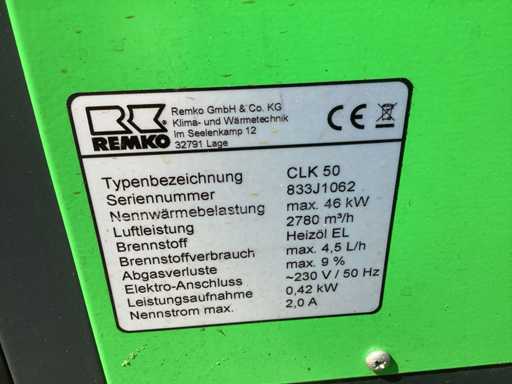 REMKO
Remko GmbH & Co. KG
Klima- und Wärmetechnik
Im Seelenkamp 12
32791 Lage
CE
Typenbezeichnung CLK 50
Seriennummer 833J1062
Nennwärmebelastung max. 46 kW
Luftleistung 2780 m³/h
Brennstoff Heizöl EL
Brennstoffverbrauch max. 4,5 L/h
Abgasverluste max. 9 %
Elektro-Anschluss ~230 V / 50 Hz
Leistungsaufnahme 0,42 kW
Nennstrom max. 2,0 A